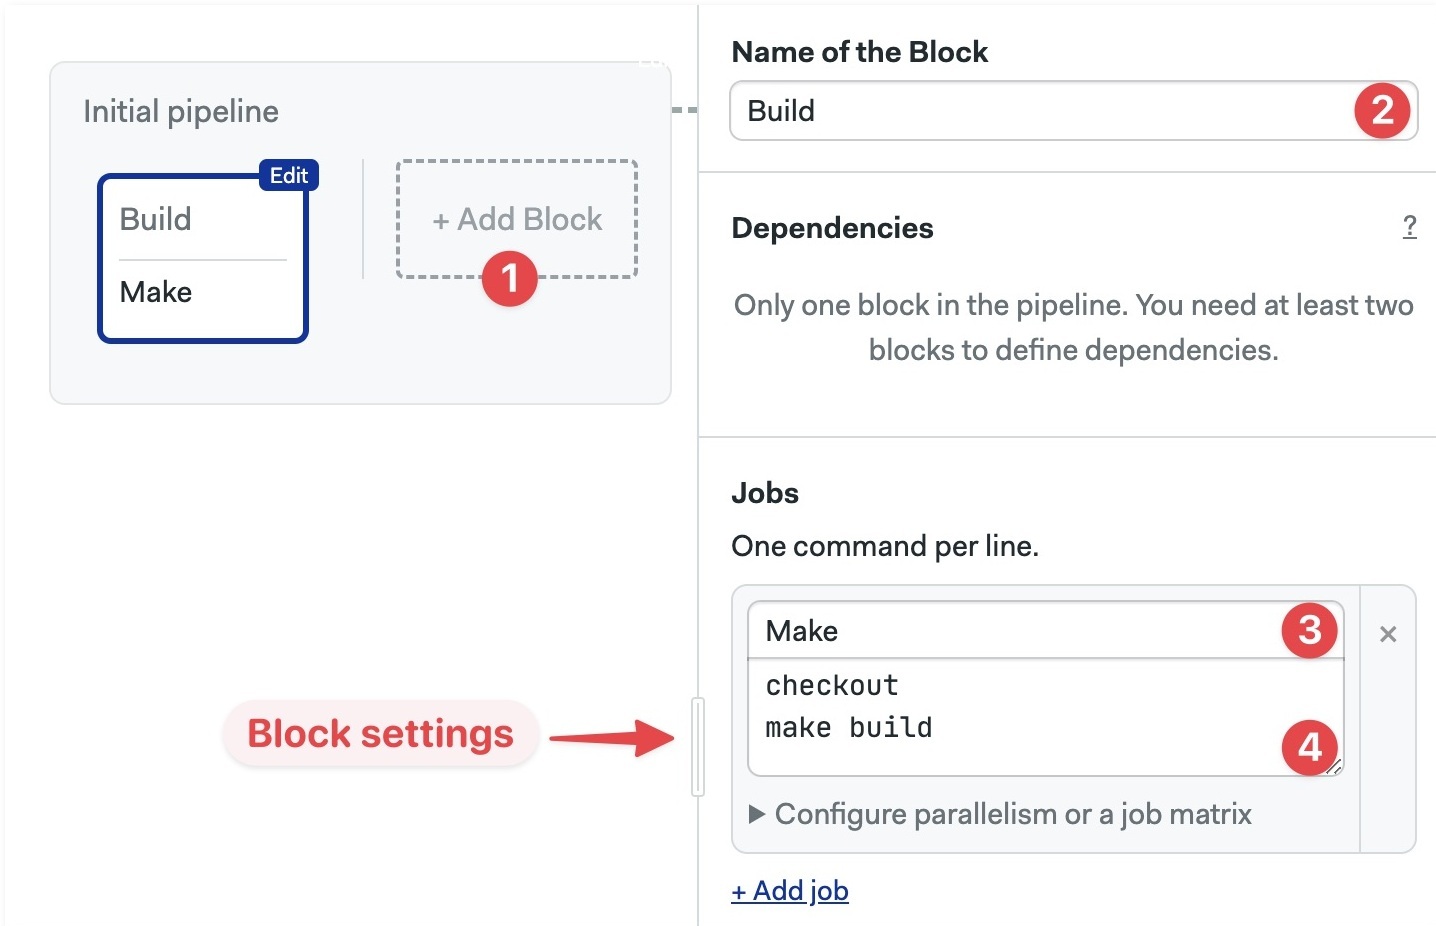 Initial pipeline
Edit
Build
Make
+ Add Block
1
Block settings
Name of the Block
Build
2
Dependencies
?
Only one block in the pipeline. You need at least two
blocks to define dependencies.
Jobs
One command per line.
Make
3
×
checkout
make build
4
▶ Configure parallelism or a job matrix
+ Add job